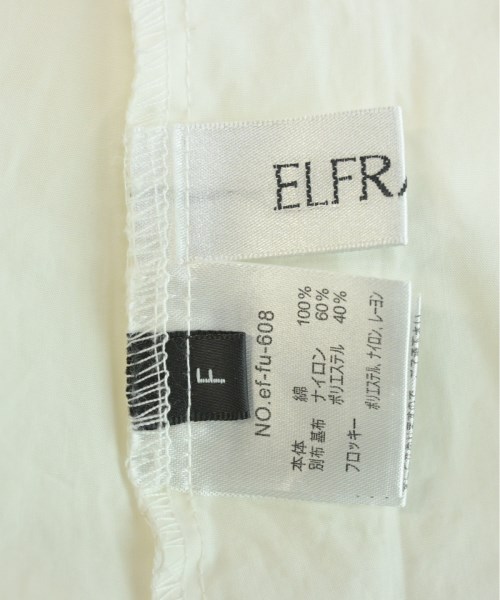 ELFRA
F
NO.ef-fu-608
本体 綿 100%
別布 基布 ナイロン 60%
ポリエステル 40%
フロッキー ポリエステル, ナイロン, レーヨン